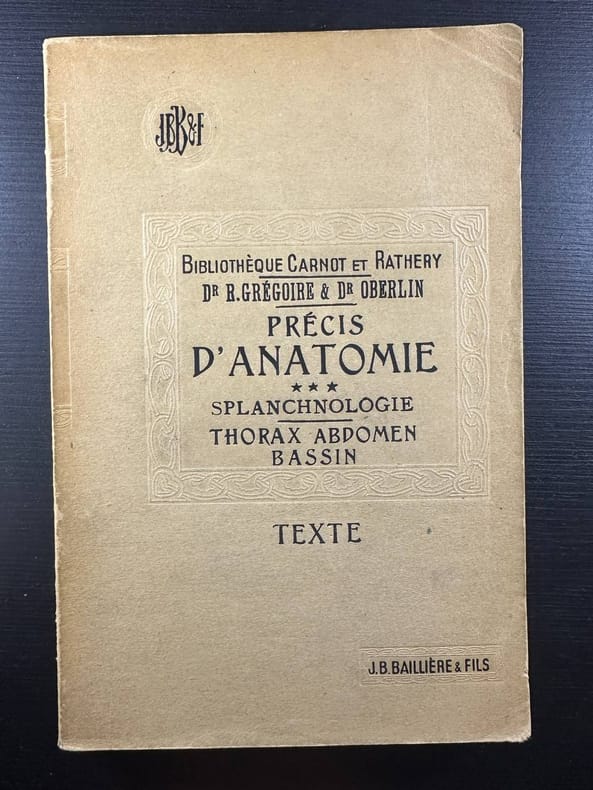 JBB&F
BIBLIOTHÈQUE CARNOT ET RATHERY
DR R. GRÉGOIRE & DR OBERLIN
PRÉCIS
D'ANATOMIE
★★★
SPLANCHNOLOGIE
THORAX ABDOMEN
BASSIN
TEXTE
J. B. BAILLIÈRE & FILS